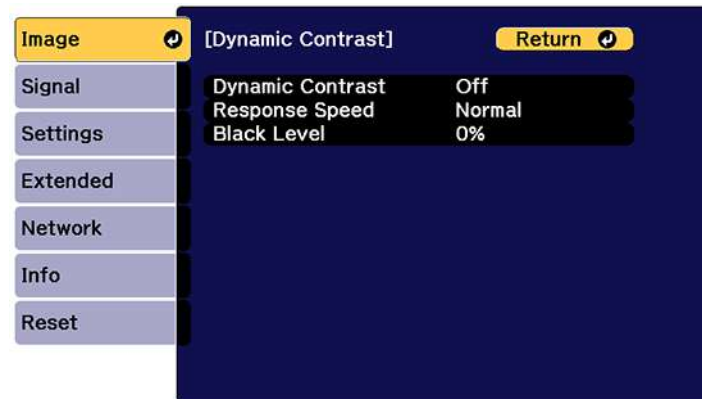 Image
[Dynamic Contrast] Return
Signal
Settings
Extended
Network
Info
Reset
Dynamic Contrast Off
Response Speed Normal
Black Level 0%